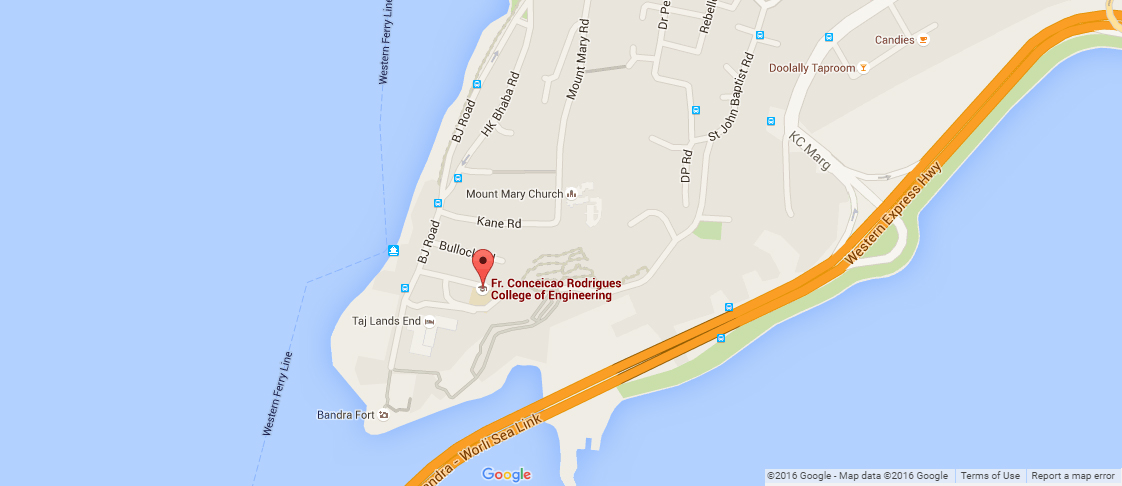 Western Ferry Line
Mount Mary Rd
Dr Pe
Rebelle
Candies
Doolally Taproom
BJ Road
HK Bhaba Rd
St John Baptist Rd
KC Marg
DP Rd
Mount Mary Church
Western Express Hwy
Kane Rd
BJ Road
Bullock
Fr. Conceicao Rodrigues
College of Engineering
Taj Lands End
Western Ferry Line
Bandra Fort
andra - Worli Sea Link
Google
©2016 Google - Map data ©2016 Google
Terms of Use
Report a map error